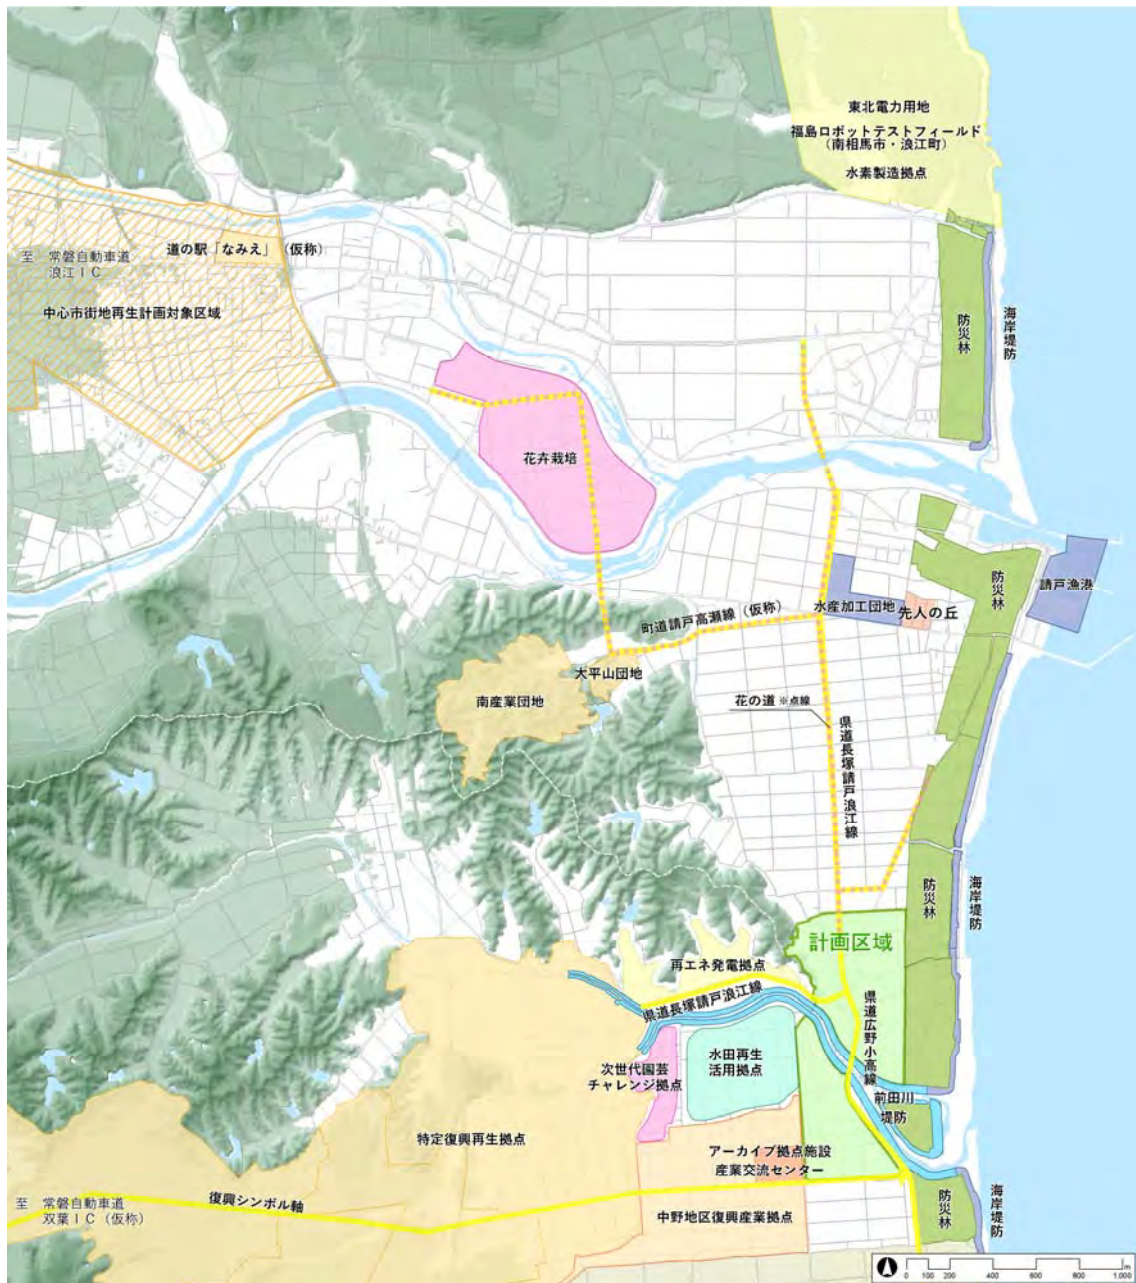 東北電力用地
福島ロボットテストフィールド
(南相馬市・浪江町)
水素製造拠点
道の駅「なみえ」(仮称)
至 常磐自動車道
浪江IC
中心市街地再生計画対象区域
防災林
海岸堤防
花卉栽培
防災林
請戸漁港
水産加工団地
先人の丘
町道請戸高瀬線(仮称)
大平山団地
南産業団地
花の道 ※点線
県道長塚請戸浪江線
防災林
海岸堤防
計画区域
再エネ発電拠点
県道長塚請戸浪江線
県道広野小高線
水田再生
活用拠点
次世代園芸
チャレンジ拠点
前田川
堤防
特定復興再生拠点
アーカイブ拠点施設
産業交流センター
復興シンボル軸
至 常磐自動車道
双葉IC(仮称)
中野地区復興産業拠点
防災林
海岸堤防
0 100 200 400 600 800 1,000
m